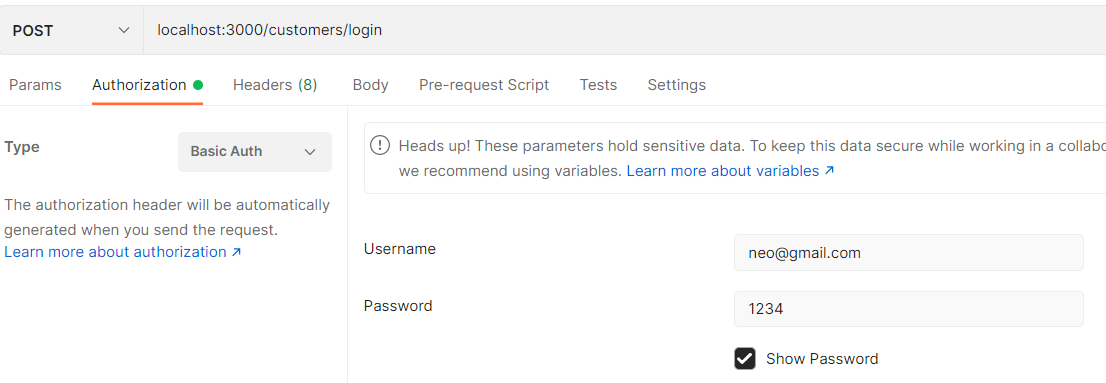 POST localhost:3000/customers/login
Params Authorization Headers (8) Body Pre-request Script Tests Settings
Type Basic Auth
The authorization header will be automatically
generated when you send the request.
Learn more about authorization ↗
Heads up! These parameters hold sensitive data. To keep this data secure while working in a collabo
we recommend using variables. Learn more about variables ↗
Username neo@gmail.com
Password 1234
Show Password